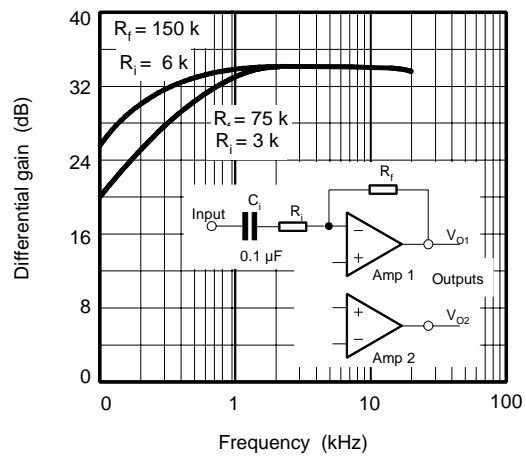 40
R_f = 150 k
R_i = 6 k
32
R_f = 75 k
R_i = 3 k
24
Differential gain (dB)
R_f
C_i
Input
R_i
16
−
V_O1
+
0.1 µF
Amp 1
Outputs
8
+
V_O2
−
Amp 2
0
0
1
10
100
Frequency (kHz)